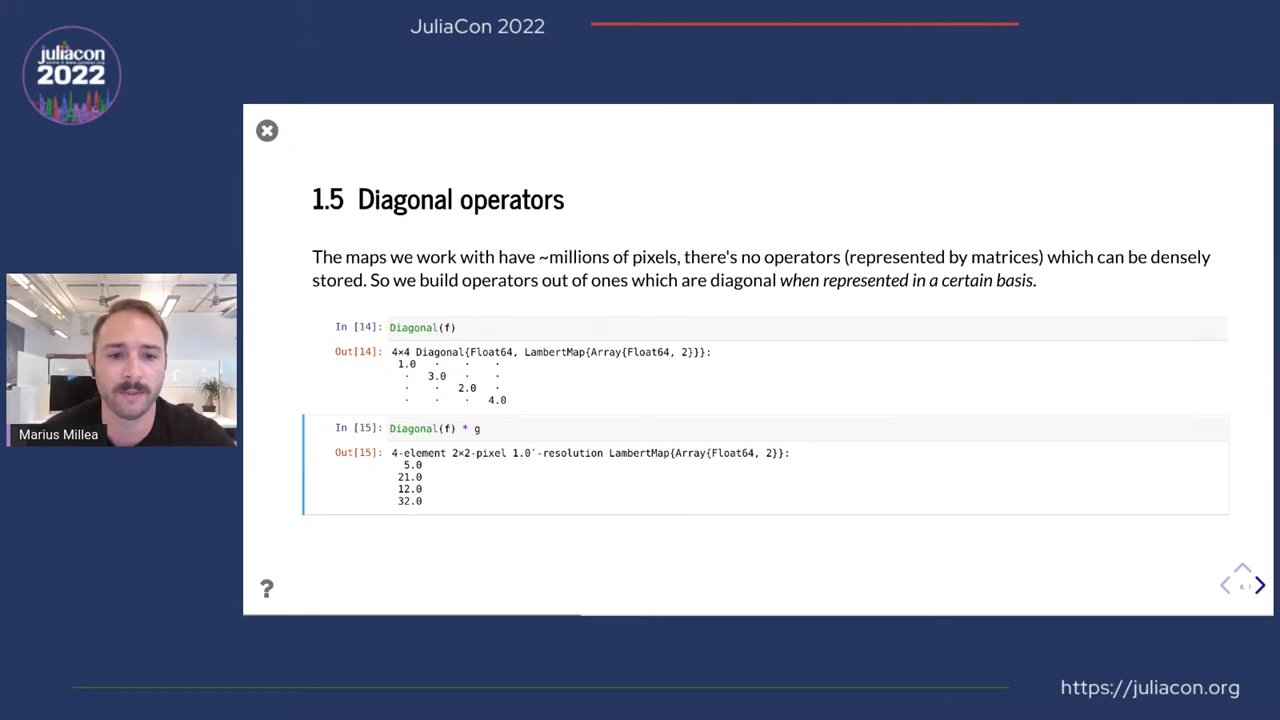 JuliaCon 2022
juliacon
2022
1.5 Diagonal operators
The maps we work with have ~millions of pixels, there's no operators (represented by matrices) which can be densely
stored. So we build operators out of ones which are diagonal when represented in a certain basis.
In [14]: Diagonal(f)
Out[14]: 4×4 Diagonal{Float64, LambertMap{Array{Float64, 2}}}:
1.0 · · ·
· 3.0 · ·
· · 2.0 ·
· · · 4.0
In [15]: Diagonal(f) * g
Out[15]: 4-element 2×2-pixel 1.0′-resolution LambertMap{Array{Float64, 2}}:
5.0
21.0
12.0
32.0
Marius Millea
?
https://juliacon.org